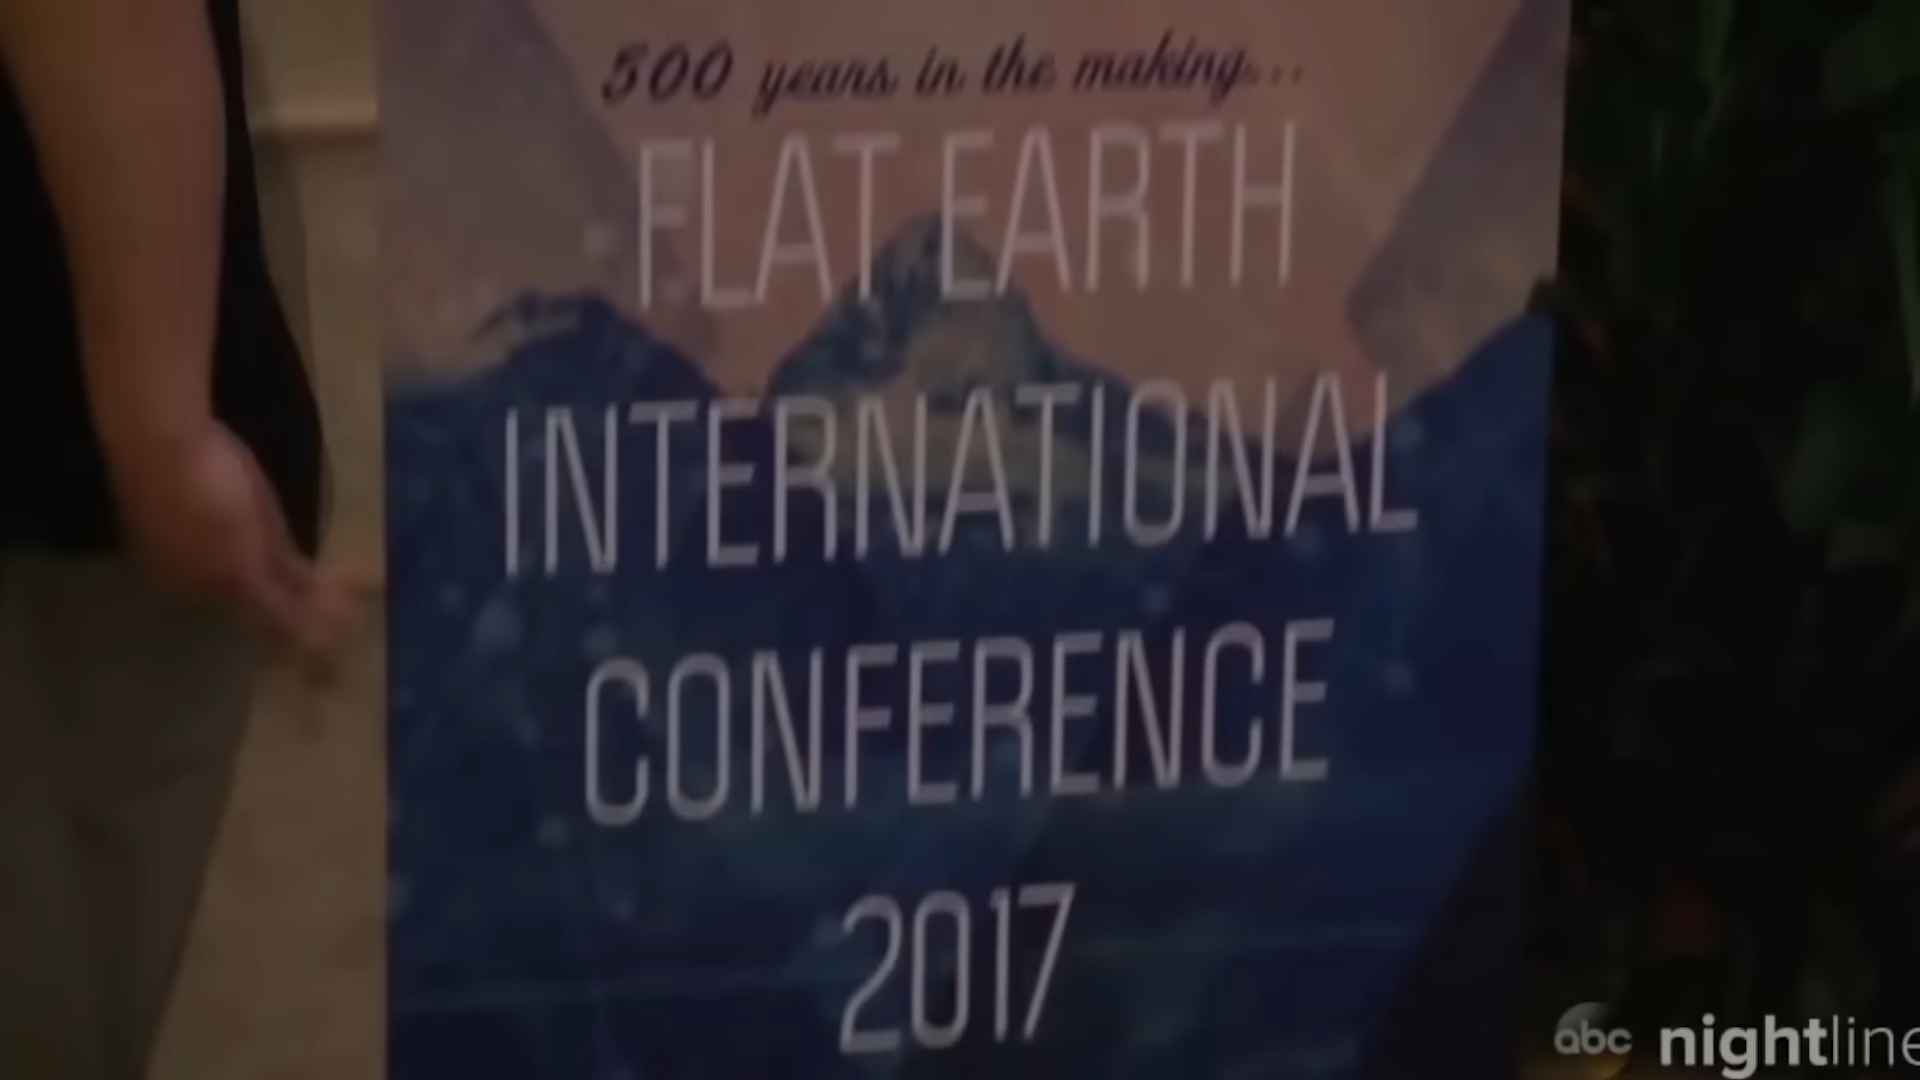 500 years in the making...
FLAT EARTH
INTERNATIONAL
CONFERENCE
2017
abc nightline